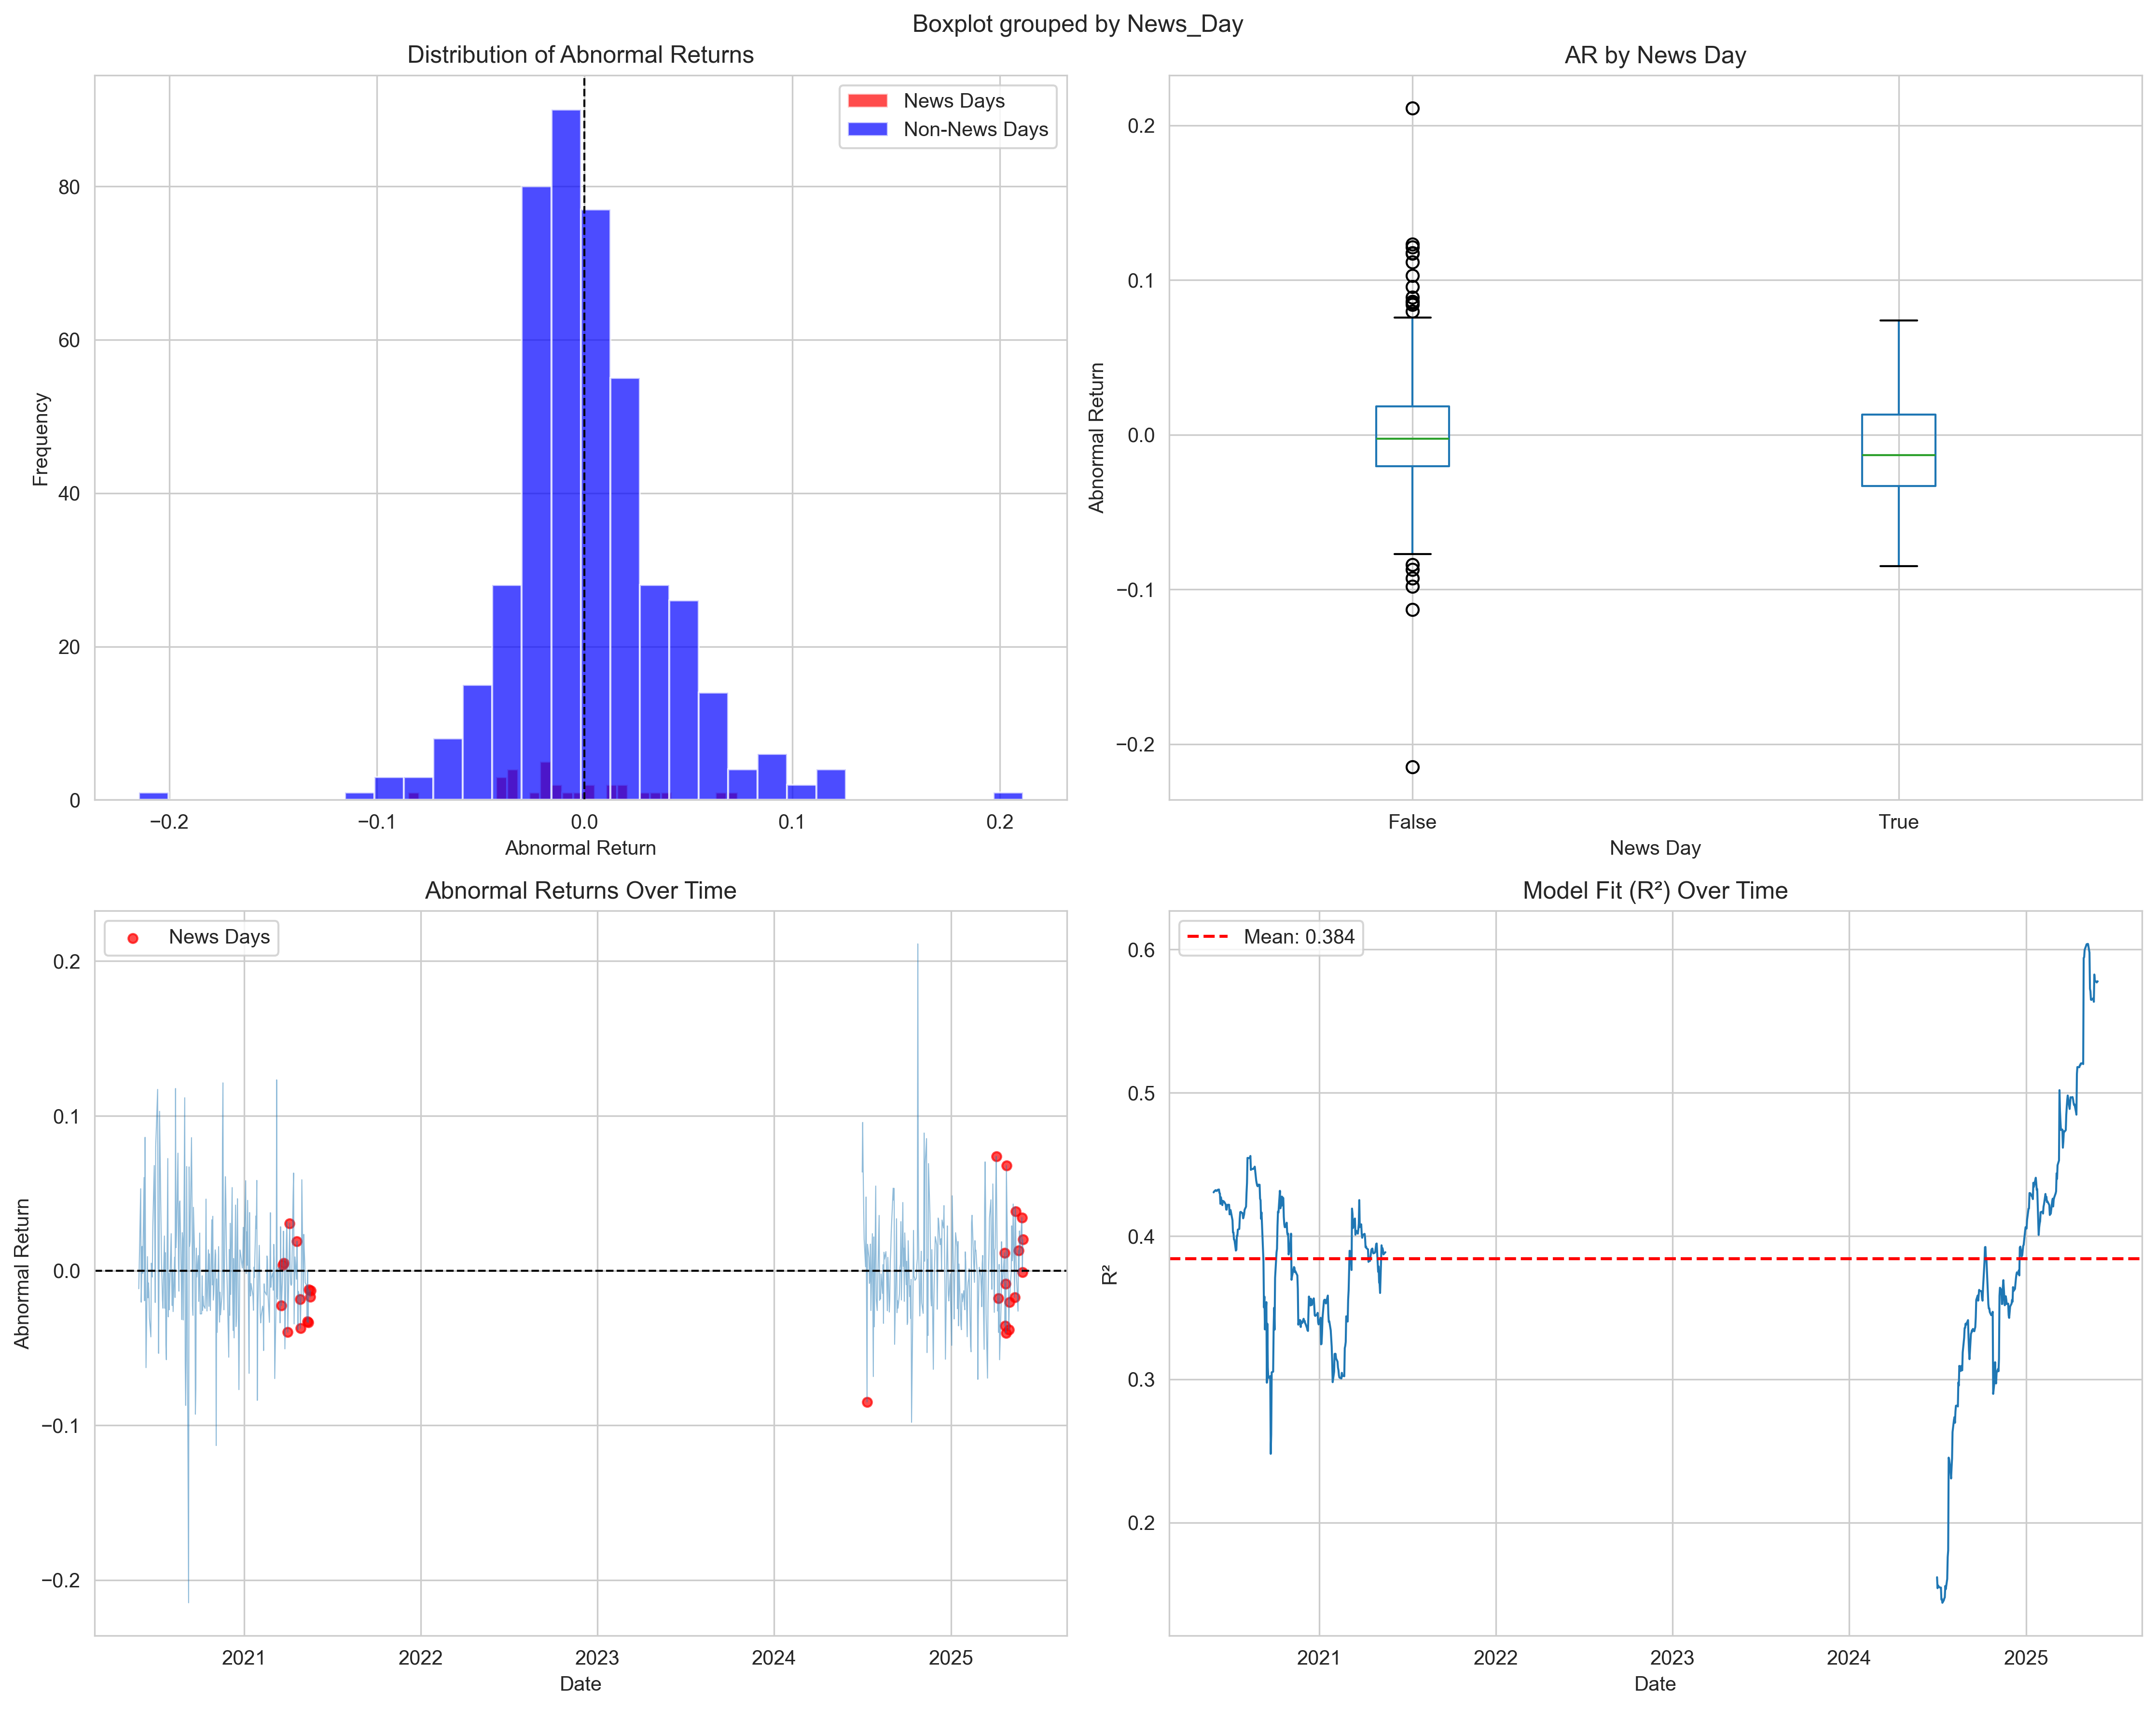 Boxplot grouped by News_Day
Distribution of Abnormal Returns
News Days
Non-News Days
80
60
40
20
0
Frequency
−0.2 −0.1 0.0 0.1 0.2
Abnormal Return
AR by News Day
0.2
0.1
0.0
−0.1
−0.2
Abnormal Return
False True
News Day
Abnormal Returns Over Time
News Days
0.2
0.1
0.0
−0.1
−0.2
Abnormal Return
2021 2022 2023 2024 2025
Date
Model Fit (R²) Over Time
Mean: 0.384
0.6
0.5
0.4
0.3
0.2
R²
2021 2022 2023 2024 2025
Date